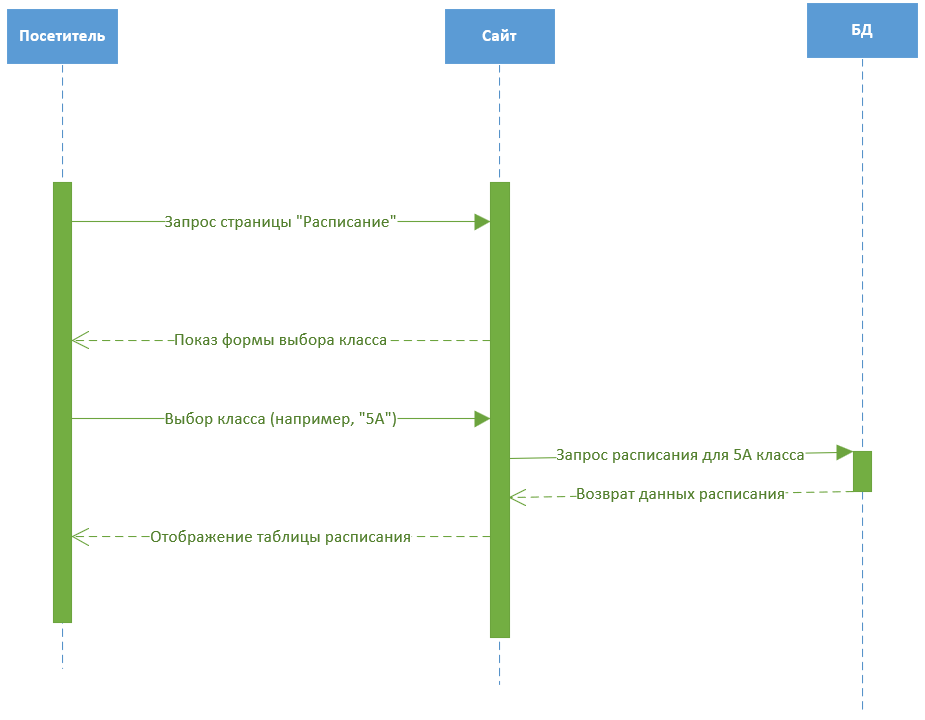 Посетитель
Сайт
БД
Запрос страницы "Расписание"
Показ формы выбора класса
Выбор класса (например, "5А")
Запрос расписания для 5А класса
Возврат данных расписания
Отображение таблицы расписания